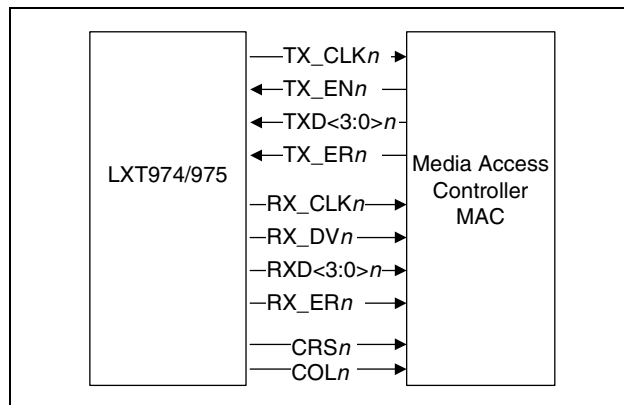 LXT974/975
TX_CLKn
TX_ENn
TXD<3:0>n
TX_ERn
RX_CLKn
RX_DVn
RXD<3:0>n
RX_ERn
CRSn
COLn
Media Access
Controller
MAC